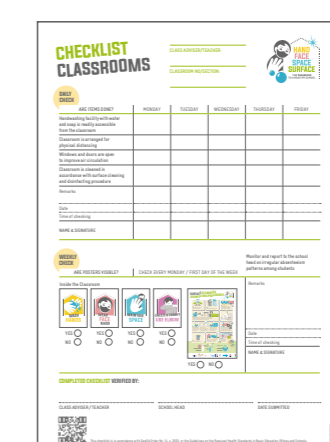 CHECKLIST
CLASSROOMS
CLASS ADVISER/TEACHER:
CLASSROOM No./SECTION:
HAND
FACE
SPACE
SURFACE
DAILY
CHECK
ARE ITEMS DONE? MONDAY TUESDAY WEDNESDAY THURSDAY FRIDAY
Handwashing facility with water
and soap is readily accessible
from the classroom
Classroom is arranged for
physical distancing
Windows and doors are open
to improve air circulation
Classroom is cleaned in
accordance with surface cleaning
and disinfecting procedure
Remarks:
Date
Time of checking
NAME & SIGNATURE
WEEKLY
CHECK
ARE POSTERS VISIBLE? CHECK EVERY MONDAY / FIRST DAY OF THE WEEK
Monitor and report to the school
head on irregular absenteeism
patterns among students
Inside the Classroom
HANDS
FACE
SPACE
YES YES YES YES
NO NO NO NO
YES NO
Remarks:
Date
Time of checking
NAME & SIGNATURE
COMPLETED CHECKLIST VERIFIED BY:
CLASS ADVISER / TEACHER SCHOOL HEAD DATE SUBMITTED